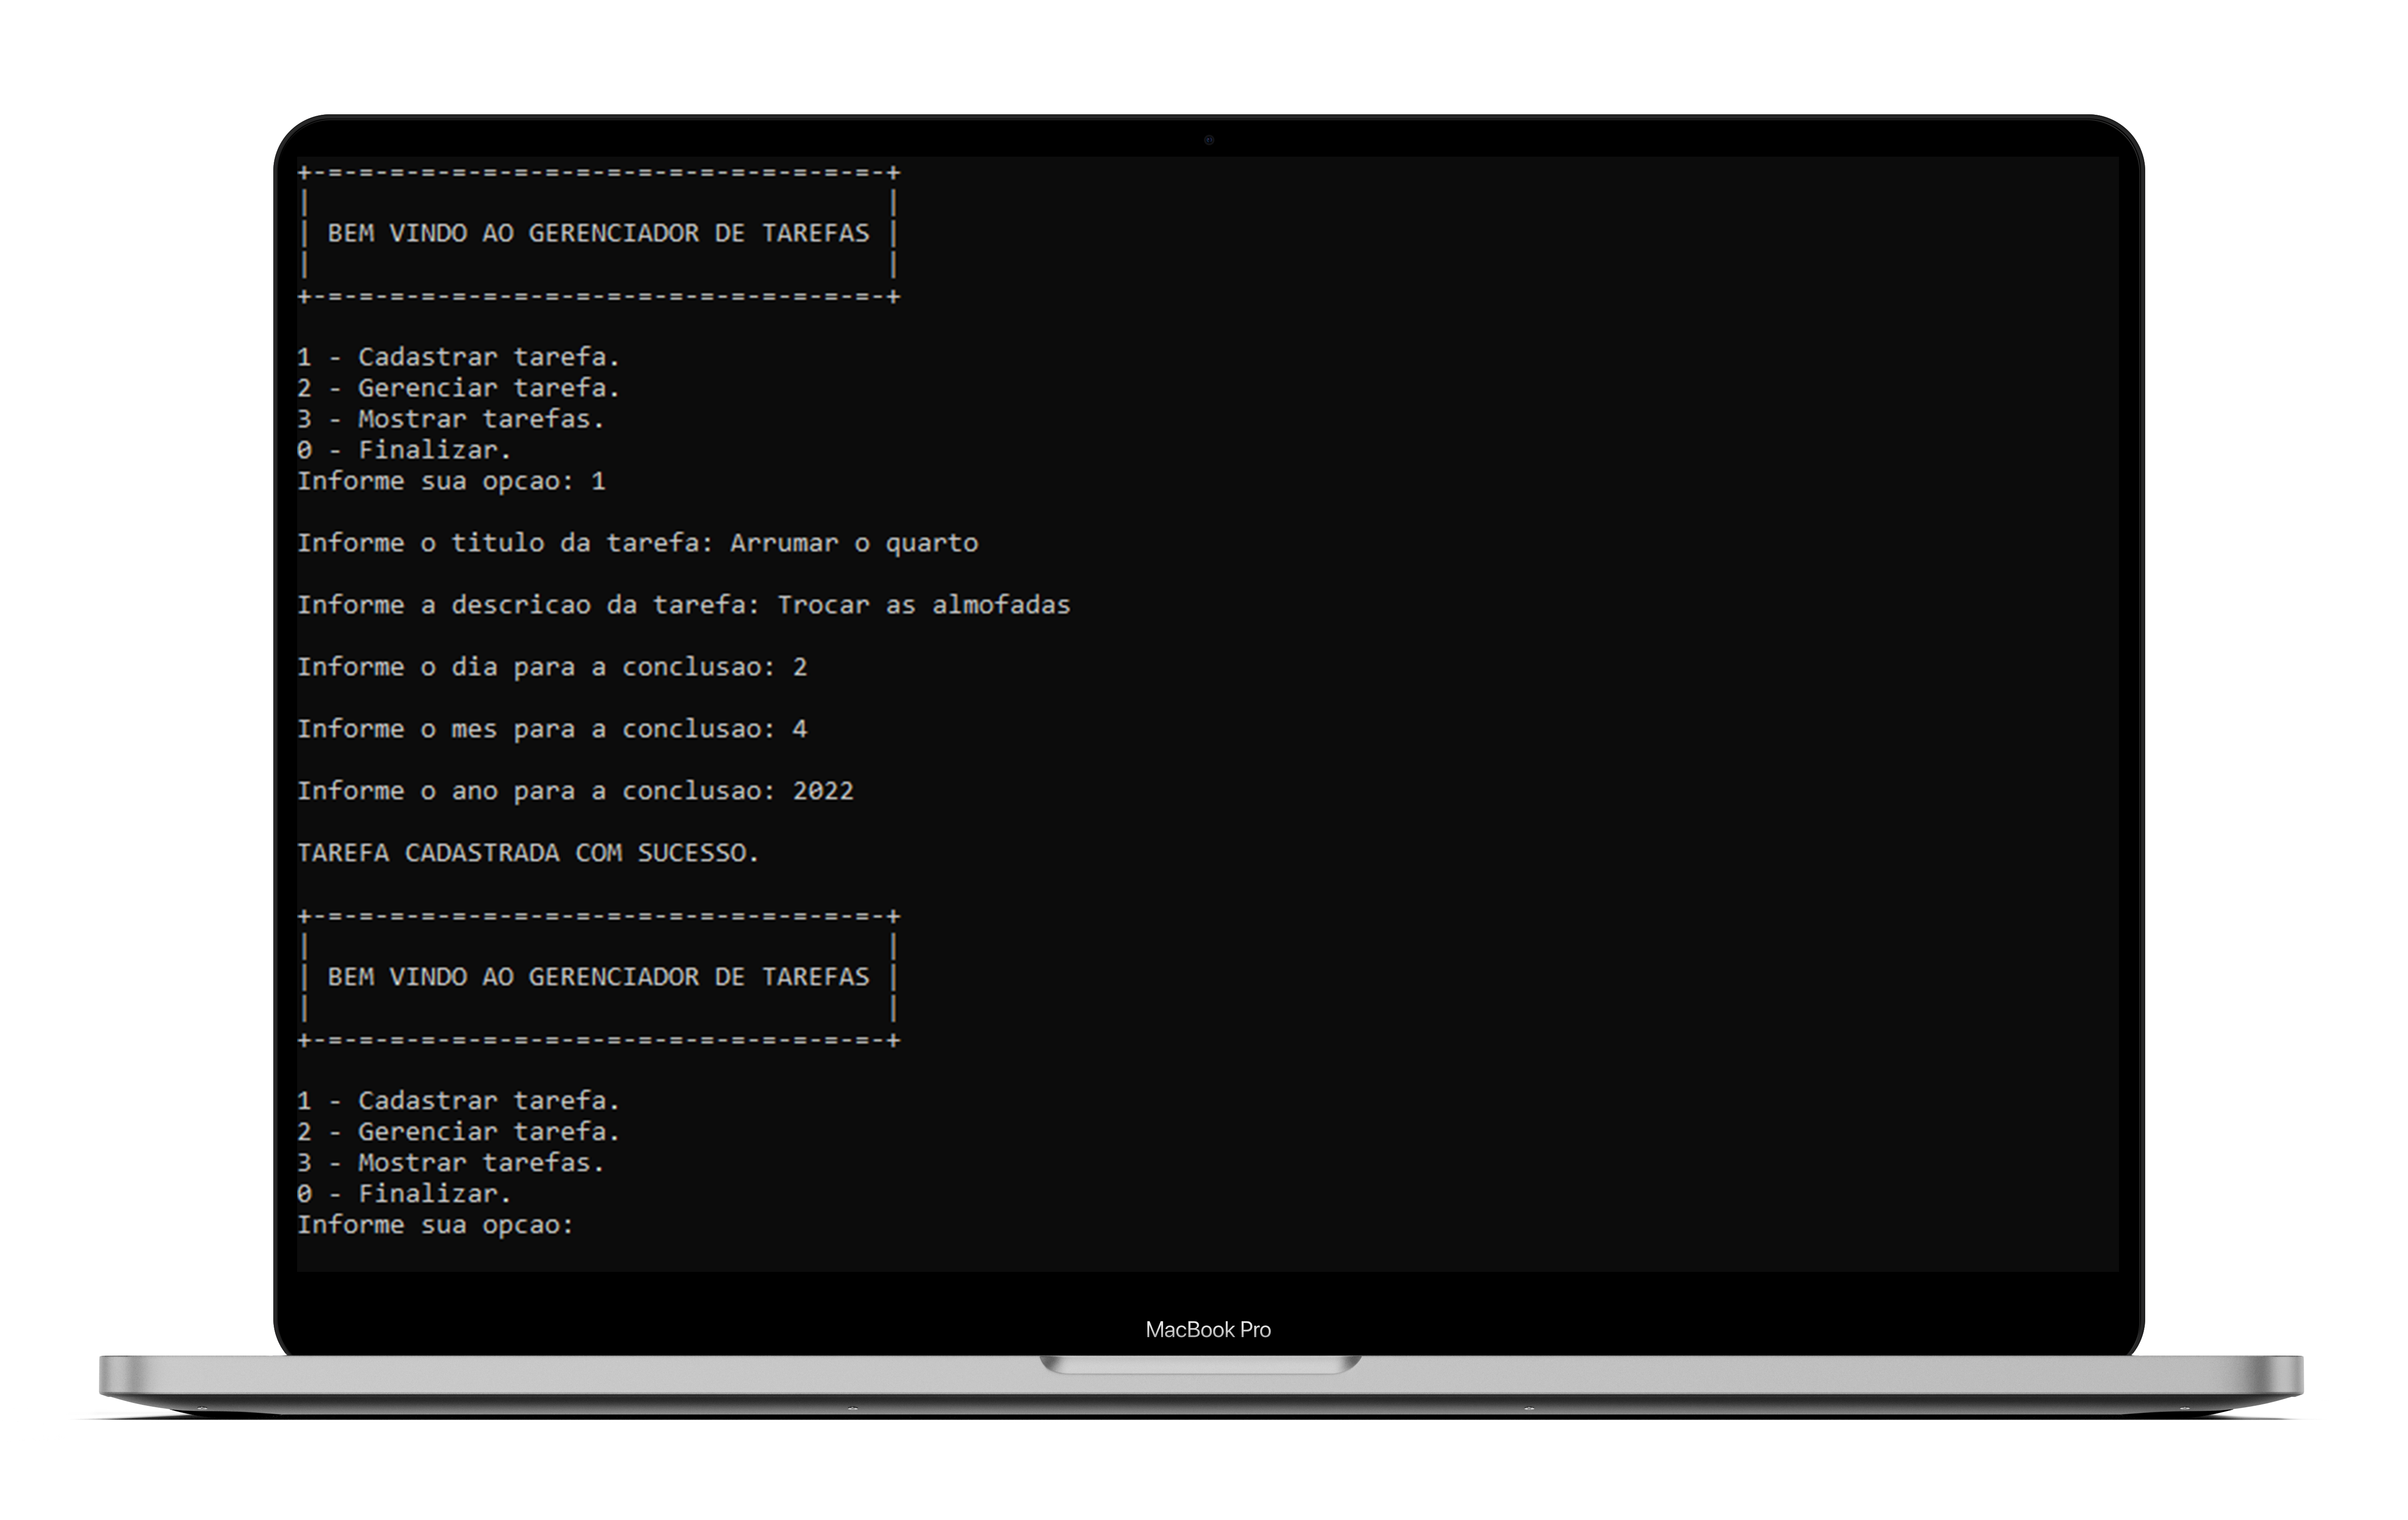 +-=-=-=-=-=-=-=-=-=-=-=-=-=-=-=-=-=-=-+
|                                     |
| BEM VINDO AO GERENCIADOR DE TAREFAS |
|                                     |
+-=-=-=-=-=-=-=-=-=-=-=-=-=-=-=-=-=-=-+
1 - Cadastrar tarefa.
2 - Gerenciar tarefa.
3 - Mostrar tarefas.
0 - Finalizar.
Informe sua opcao: 1
Informe o titulo da tarefa: Arrumar o quarto
Informe a descricao da tarefa: Trocar as almofadas
Informe o dia para a conclusao: 2
Informe o mes para a conclusao: 4
Informe o ano para a conclusao: 2022
TAREFA CADASTRADA COM SUCESSO.
+-=-=-=-=-=-=-=-=-=-=-=-=-=-=-=-=-=-=-+
|                                     |
| BEM VINDO AO GERENCIADOR DE TAREFAS |
|                                     |
+-=-=-=-=-=-=-=-=-=-=-=-=-=-=-=-=-=-=-+
1 - Cadastrar tarefa.
2 - Gerenciar tarefa.
3 - Mostrar tarefas.
0 - Finalizar.
Informe sua opcao:
MacBook Pro